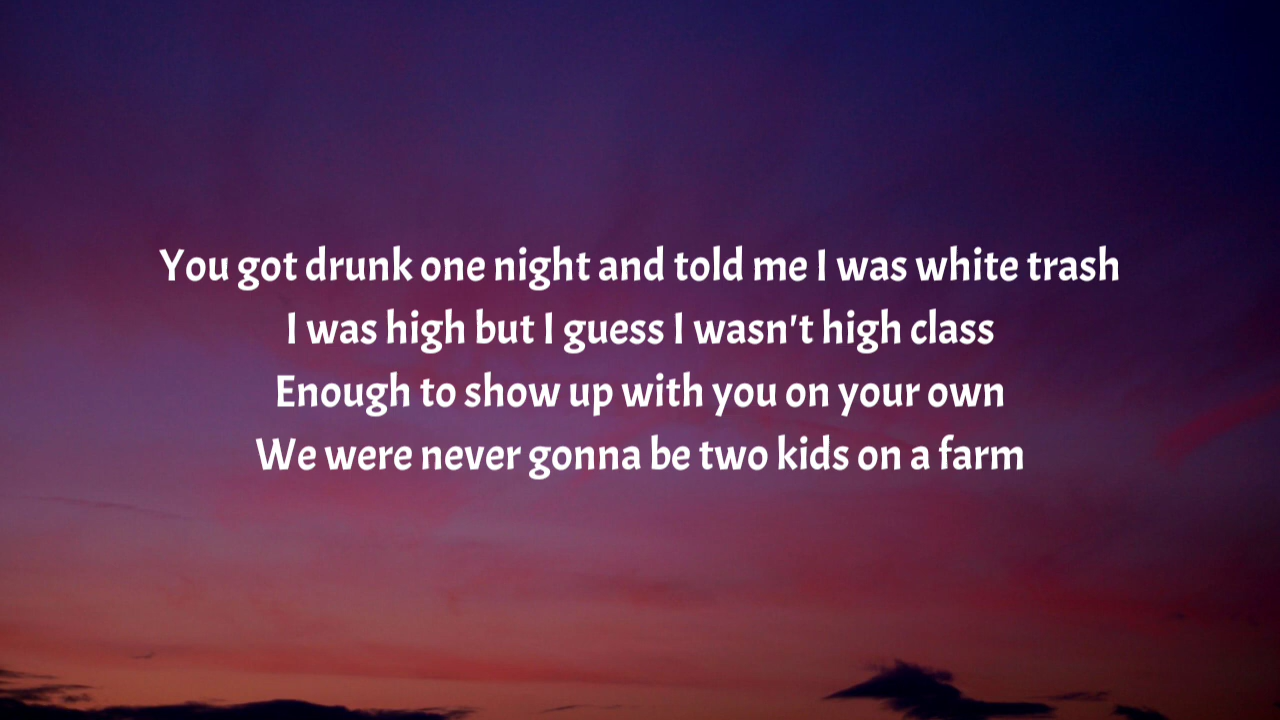 You got drunk one night and told me I was white trash
I was high but I guess I wasn't high class
Enough to show up with you on your own
We were never gonna be two kids on a farm